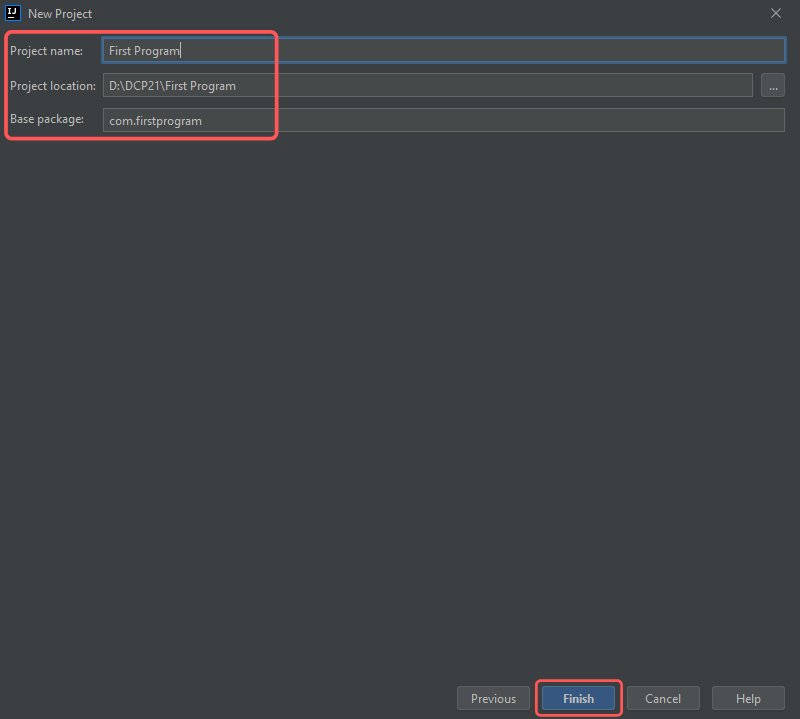 IJ New Project
Project name: First Program
Project location: D:\DCP21\First Program ...
Base package: com.firstprogram
Previous Finish Cancel Help